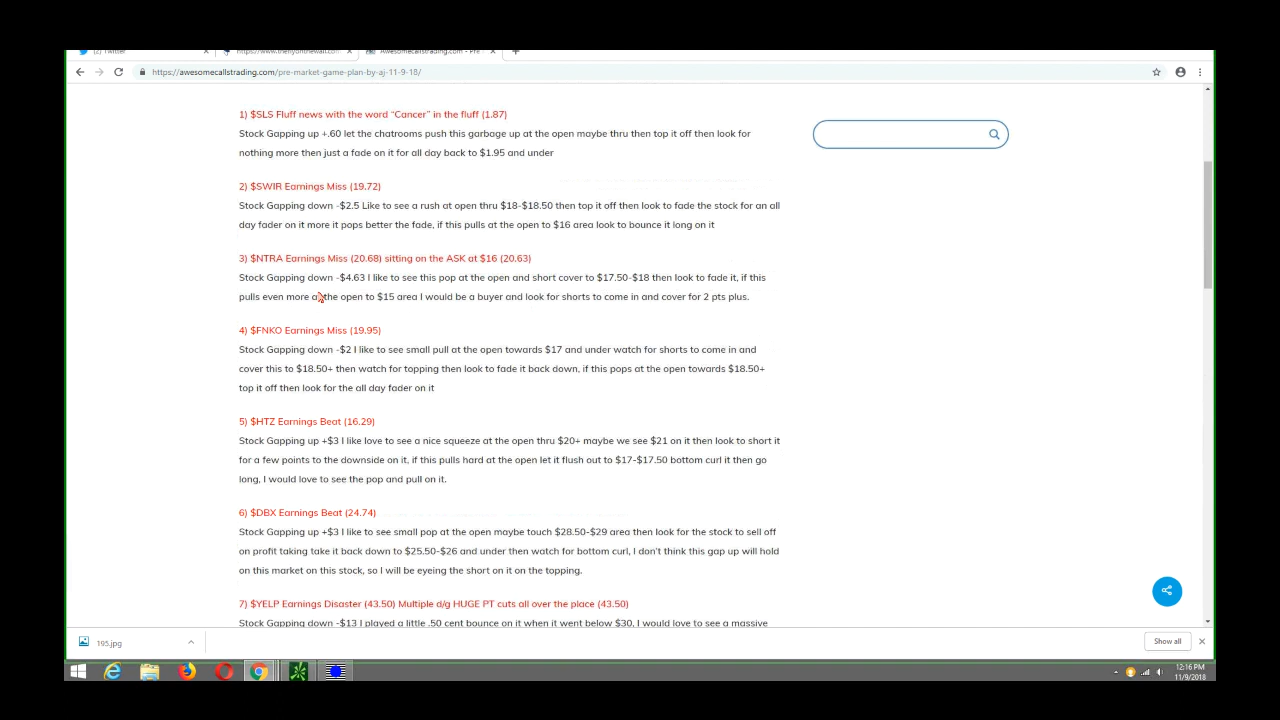 Twitter
https://www.theflyonthewall.com
Awesomecallstrading.com - Pre
https://awesomecallstrading.com/pre-market-game-plan-by-aj-11-9-18/
1) $SLS Fluff news with the word “Cancer” in the fluff (1.87)
Stock Gapping up +.60 let the chatrooms push this garbage up at the open maybe thru then top it off then look for
nothing more then just a fade on it for all day back to $1.95 and under
2) $SWIR Earnings Miss (19.72)
Stock Gapping down -$2.5 Like to see a rush at open thru $18-$18.50 then top it off then look to fade the stock for an all
day fader on it more it pops better the fade, if this pulls at the open to $16 area look to bounce it long on it
3) $NTRA Earnings Miss (20.68) sitting on the ASK at $16 (20.63)
Stock Gapping down -$4.63 I like to see this pop at the open and short cover to $17.50-$18 then look to fade it, if this
pulls even more at the open to $15 area I would be a buyer and look for shorts to come in and cover for 2 pts plus.
4) $FNKO Earnings Miss (19.95)
Stock Gapping down -$2 I like to see small pull at the open towards $17 and under watch for shorts to come in and
cover this to $18.50+ then watch for topping then look to fade it back down, if this pops at the open towards $18.50+
top it off then look for the all day fader on it
5) $HTZ Earnings Beat (16.29)
Stock Gapping up +$3 I like love to see a nice squeeze at the open thru $20+ maybe we see $21 on it then look to short it
for a few points to the downside on it, if this pulls hard at the open let it flush out to $17-$17.50 bottom curl it then go
long, I would love to see the pop and pull on it.
6) $DBX Earnings Beat (24.74)
Stock Gapping up +$3 I like to see small pop at the open maybe touch $28.50-$29 area then look for the stock to sell off
on profit taking take it back down to $25.50-$26 and under then watch for bottom curl, I don’t think this gap up will hold
on this market on this stock, so I will be eyeing the short on it on the topping.
7) $YELP Earnings Disaster (43.50) Multiple d/g HUGE PT cuts all over the place (43.50)
Stock Gapping down -$13 I played a little .50 cent bounce on it when it went below $30, I would love to see a massive
195.jpg
Show all
12:16 PM
11/9/2018